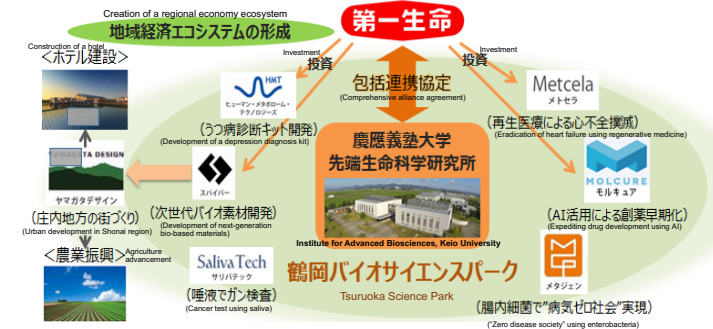 Creation of a regional economy ecosystem
地域経済エコシステムの形成
第一生命
Construction of a hotel
＜ホテル建設＞
Investment
投資
Investment
投資
包括連携協定
(Comprehensive alliance agreement)
HMT
ヒューマン・メタボローム・
テクノロジーズ
(うつ病診断キット開発)
(Development of a depression diagnosis kit)
Metcela
メトセラ
(再生医療による心不全撲滅)
(Eradication of heart failure using regenerative medicine)
慶應義塾大学
先端生命科学研究所
Institute for Advanced Biosciences, Keio University
YAMAGATA DESIGN
ヤマガタデザイン
(庄内地方の街づくり)
(Urban development in Shonai region)
スパイバー
(次世代バイオ素材開発)
(Development of next-generation
bio-based materials)
MOLCURE
モルキュア
(AI活用による創薬早期化)
(Expediting drug development using AI)
＜農業振興＞
Agriculture
advancement
SalivaTech
サリバテック
(唾液でガン検査)
(Cancer test using saliva)
鶴岡バイオサイエンスパーク
Tsuruoka Science Park
メタジェン
(腸内細菌で"病気ゼロ社会"実現)
("Zero disease society" using enterobacteria)